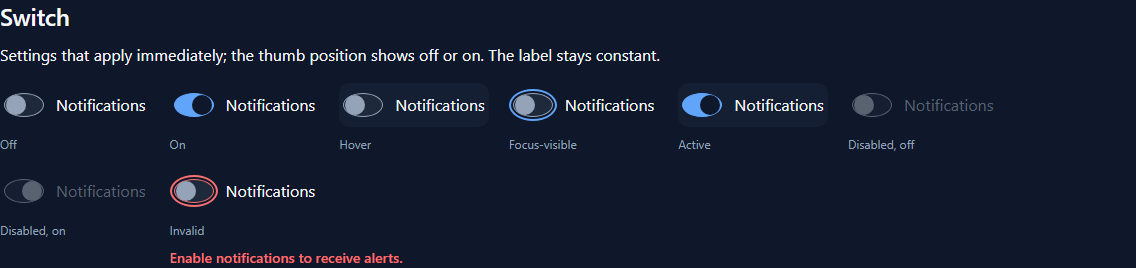 Switch
Settings that apply immediately; the thumb position shows off or on. The label stays constant.
Notifications Notifications Notifications Notifications Notifications Notifications
Off On Hover Focus-visible Active Disabled, off
Notifications Notifications
Disabled, on Invalid
Enable notifications to receive alerts.